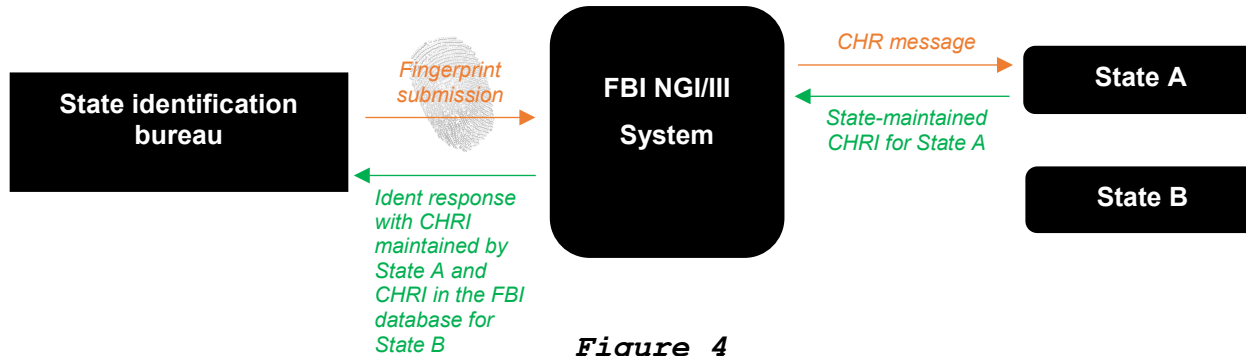 State identification
bureau
Fingerprint
submission
Ident response
with CHRI
maintained by
State A and
CHRI in the FBI
database for
State B
FBI NGI/III
System
CHR message
State-maintained
CHRI for State A
State A
State B
Figure 4